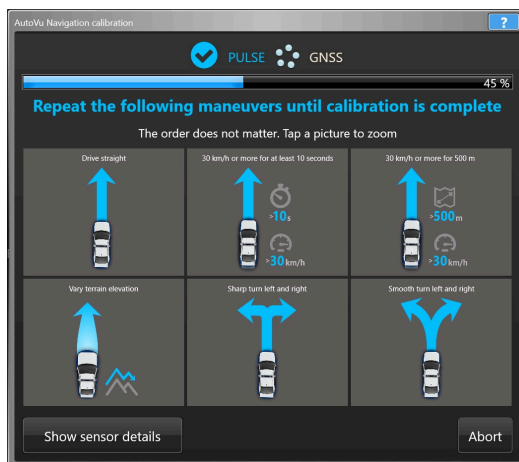 AutoVu Navigation calibration
?
PULSE GNSS
45 %
Repeat the following maneuvers until calibration is complete
The order does not matter. Tap a picture to zoom
Drive straight
30 km/h or more for at least 10 seconds
>10s
>30km/h
30 km/h or more for 500 m
>500m
>30km/h
Vary terrain elevation
Sharp turn left and right
Smooth turn left and right
Show sensor details
Abort